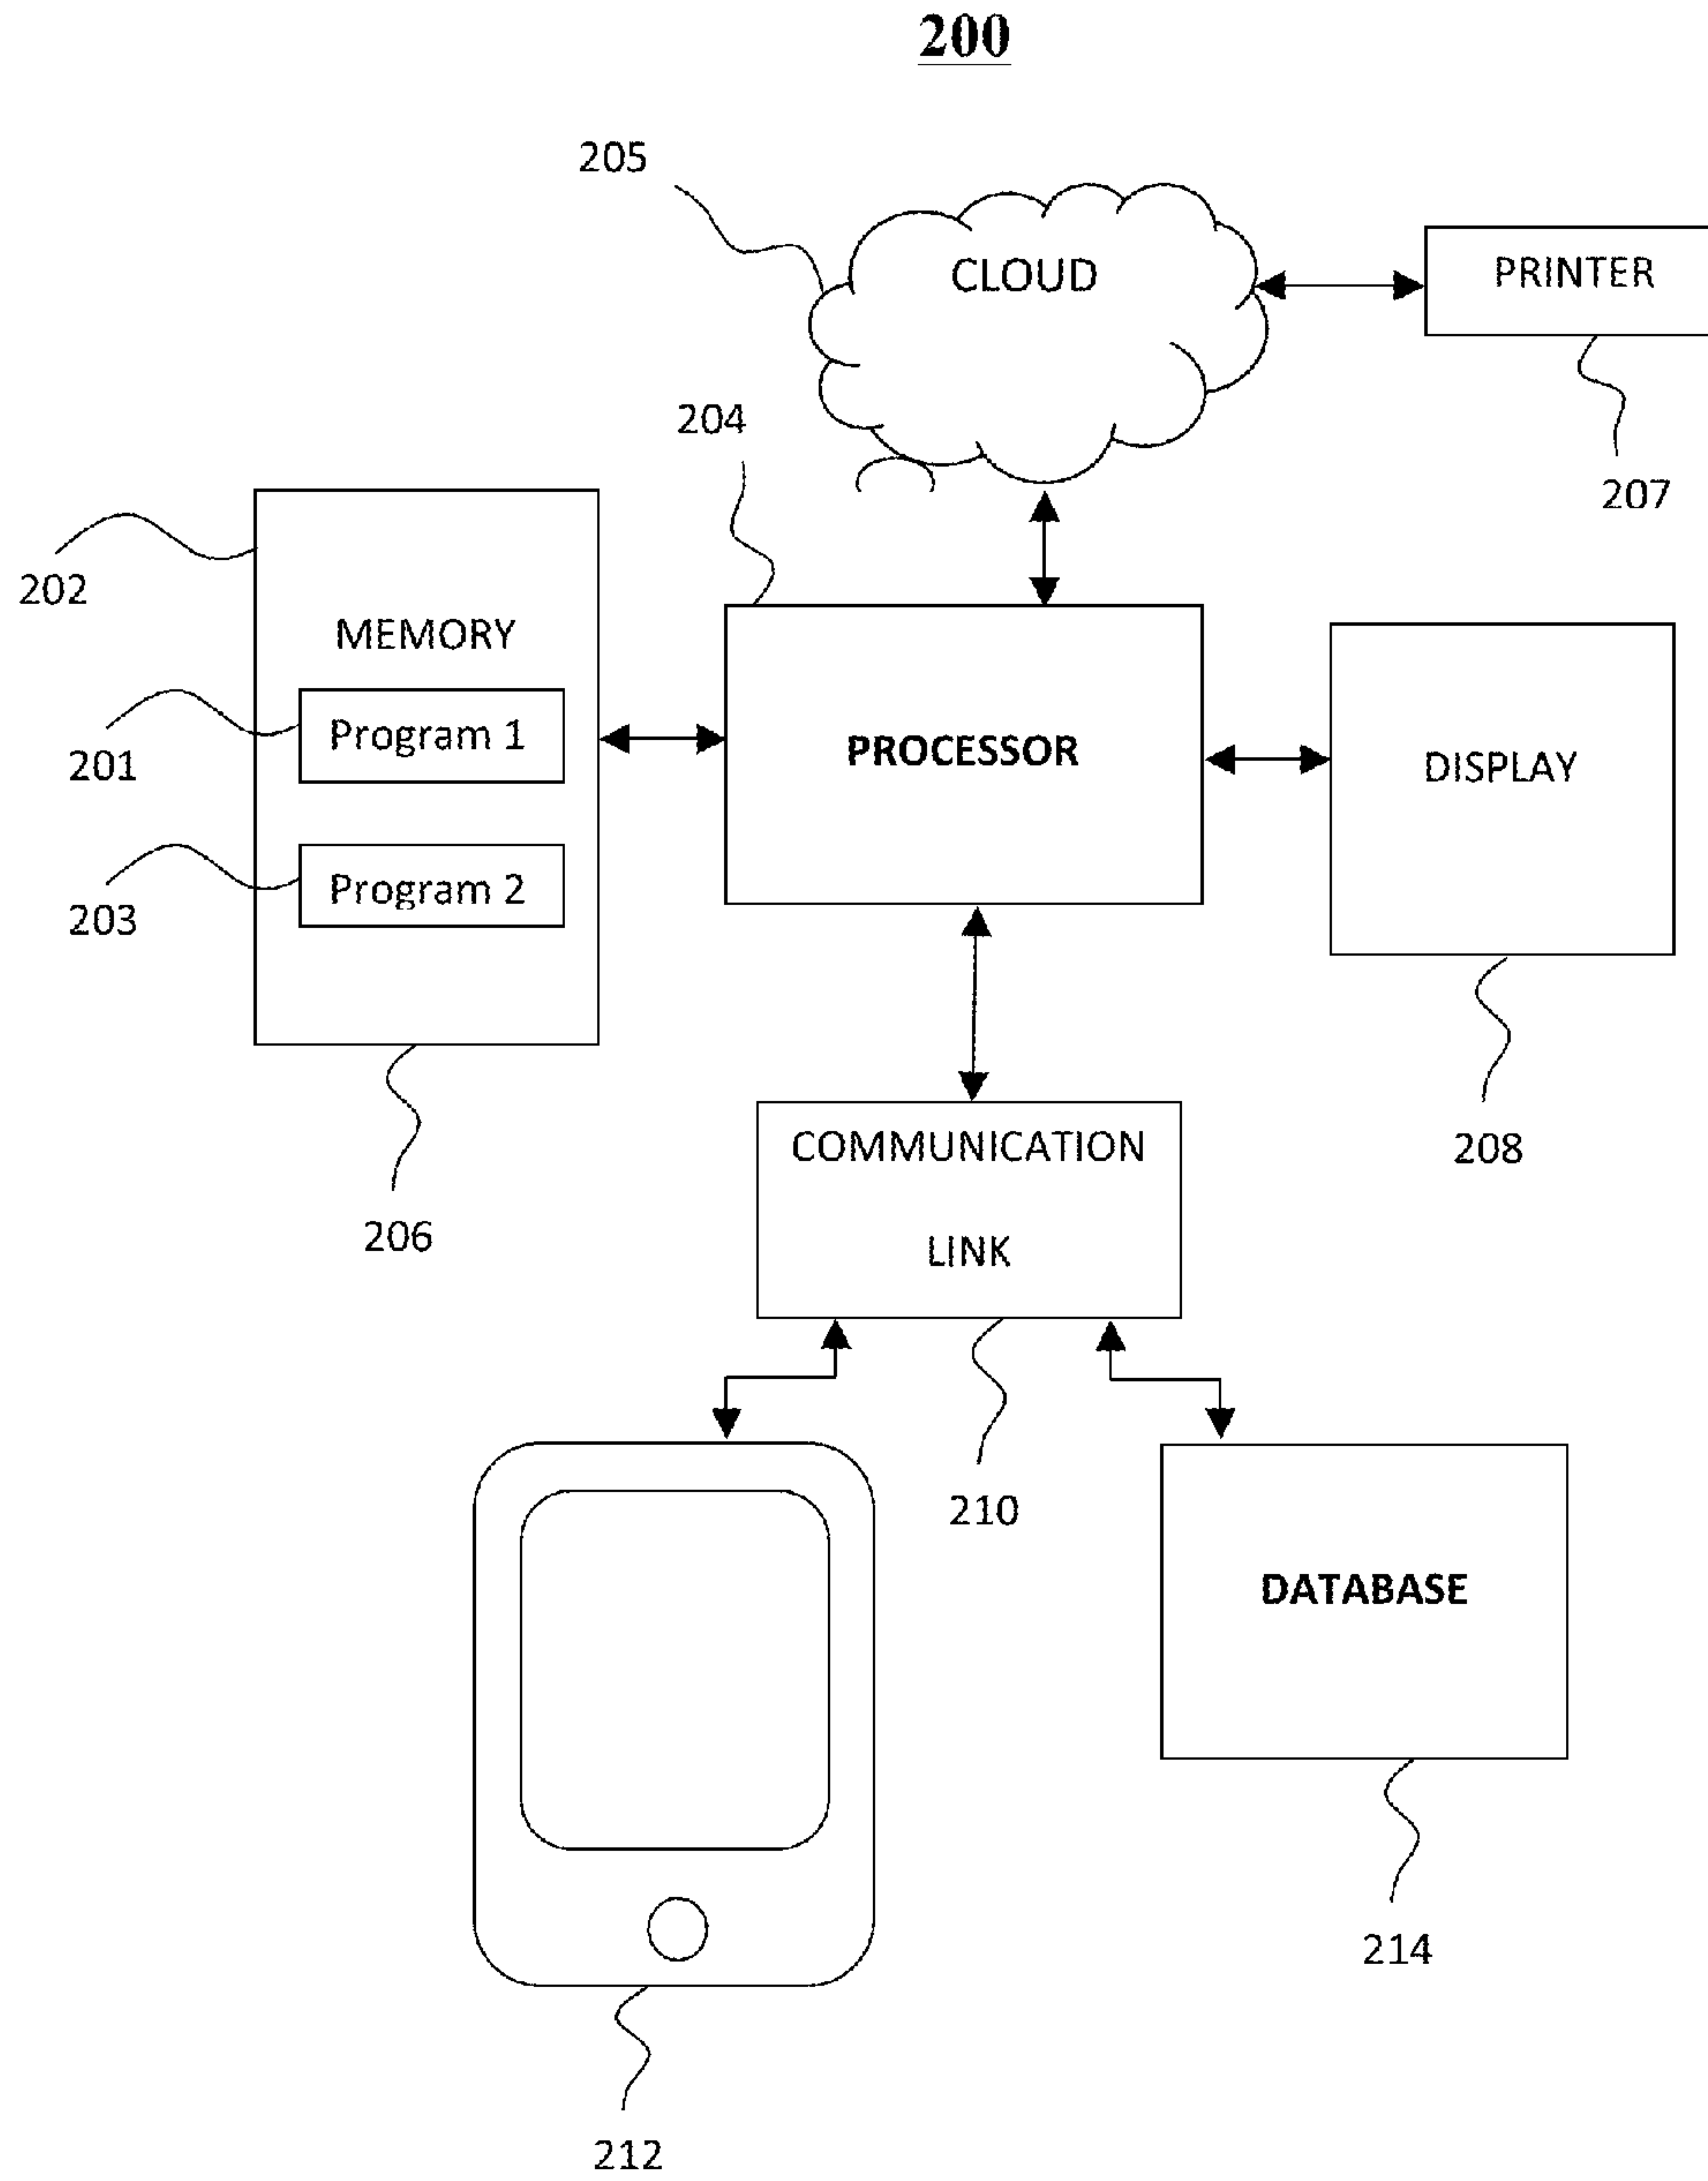 200
205
CLOUD
PRINTER
204
207
202
MEMORY
Program 1
201
PROCESSOR
DISPLAY
Program 2
203
COMMUNICATION
LINK
208
206
210
DATABASE
214
212